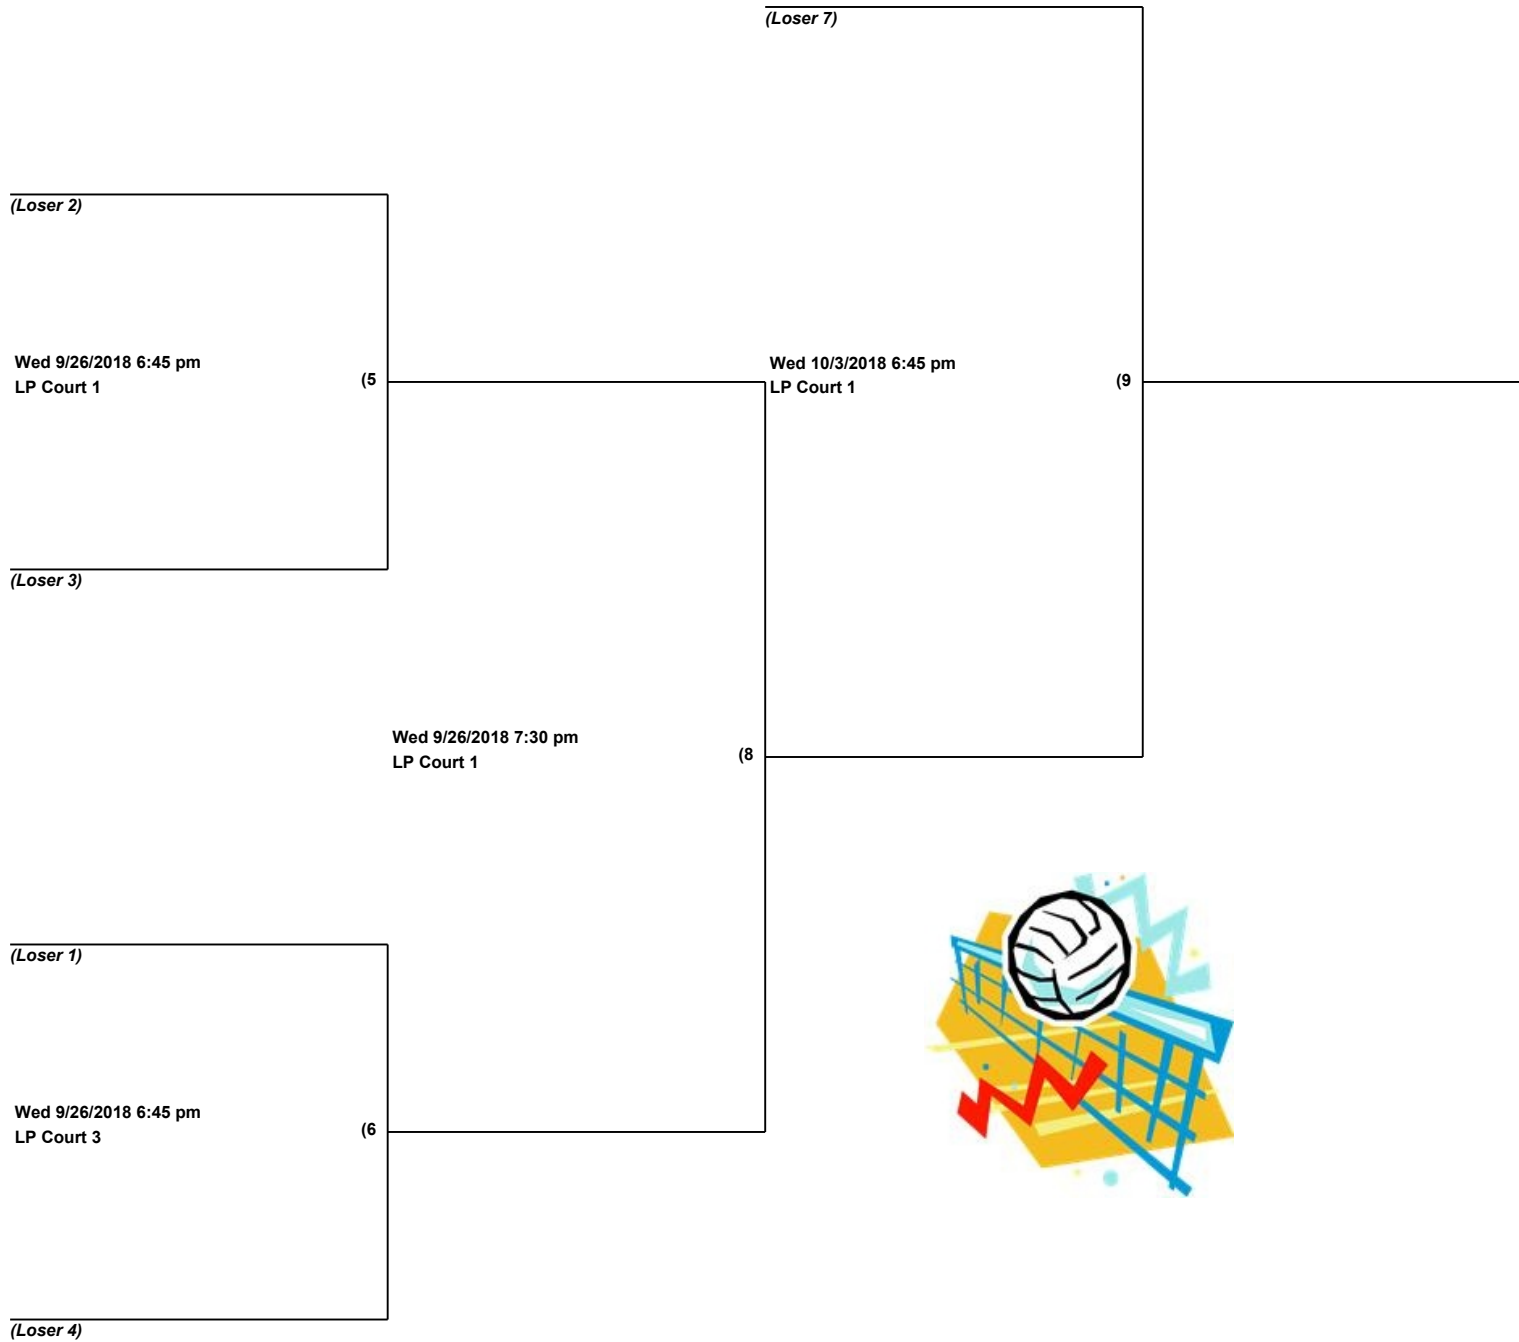 (Loser 7)
(Loser 2)
Wed 9/26/2018 6:45 pm
LP Court 1
(5
Wed 10/3/2018 6:45 pm
LP Court 1
(9
(Loser 3)
Wed 9/26/2018 7:30 pm
LP Court 1
(8
(Loser 1)
Wed 9/26/2018 6:45 pm
LP Court 3
(6
(Loser 4)